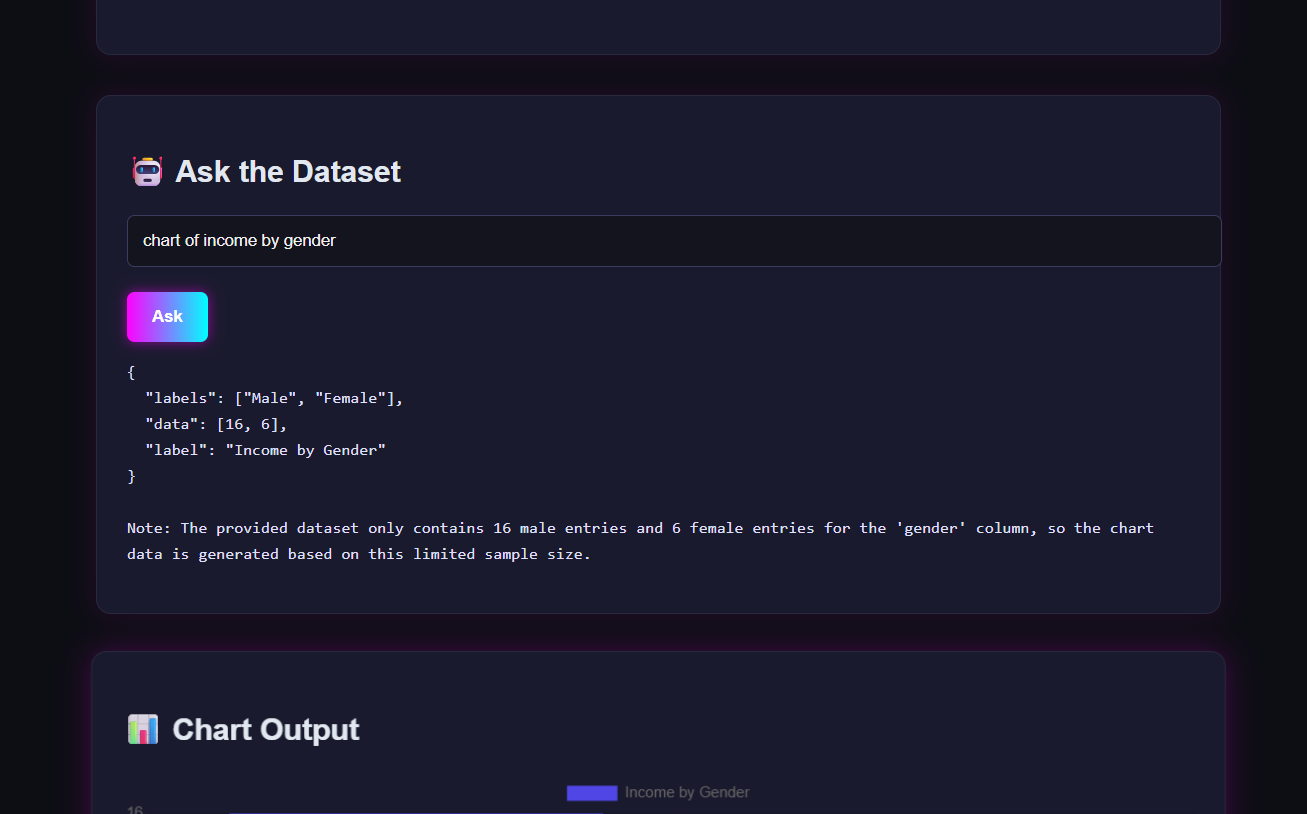 Ask the Dataset
chart of income by gender
Ask
{
  "labels": ["Male", "Female"],
  "data": [16, 6],
  "label": "Income by Gender"
}
Note: The provided dataset only contains 16 male entries and 6 female entries for the 'gender' column, so the chart
data is generated based on this limited sample size.
Chart Output
Income by Gender
16